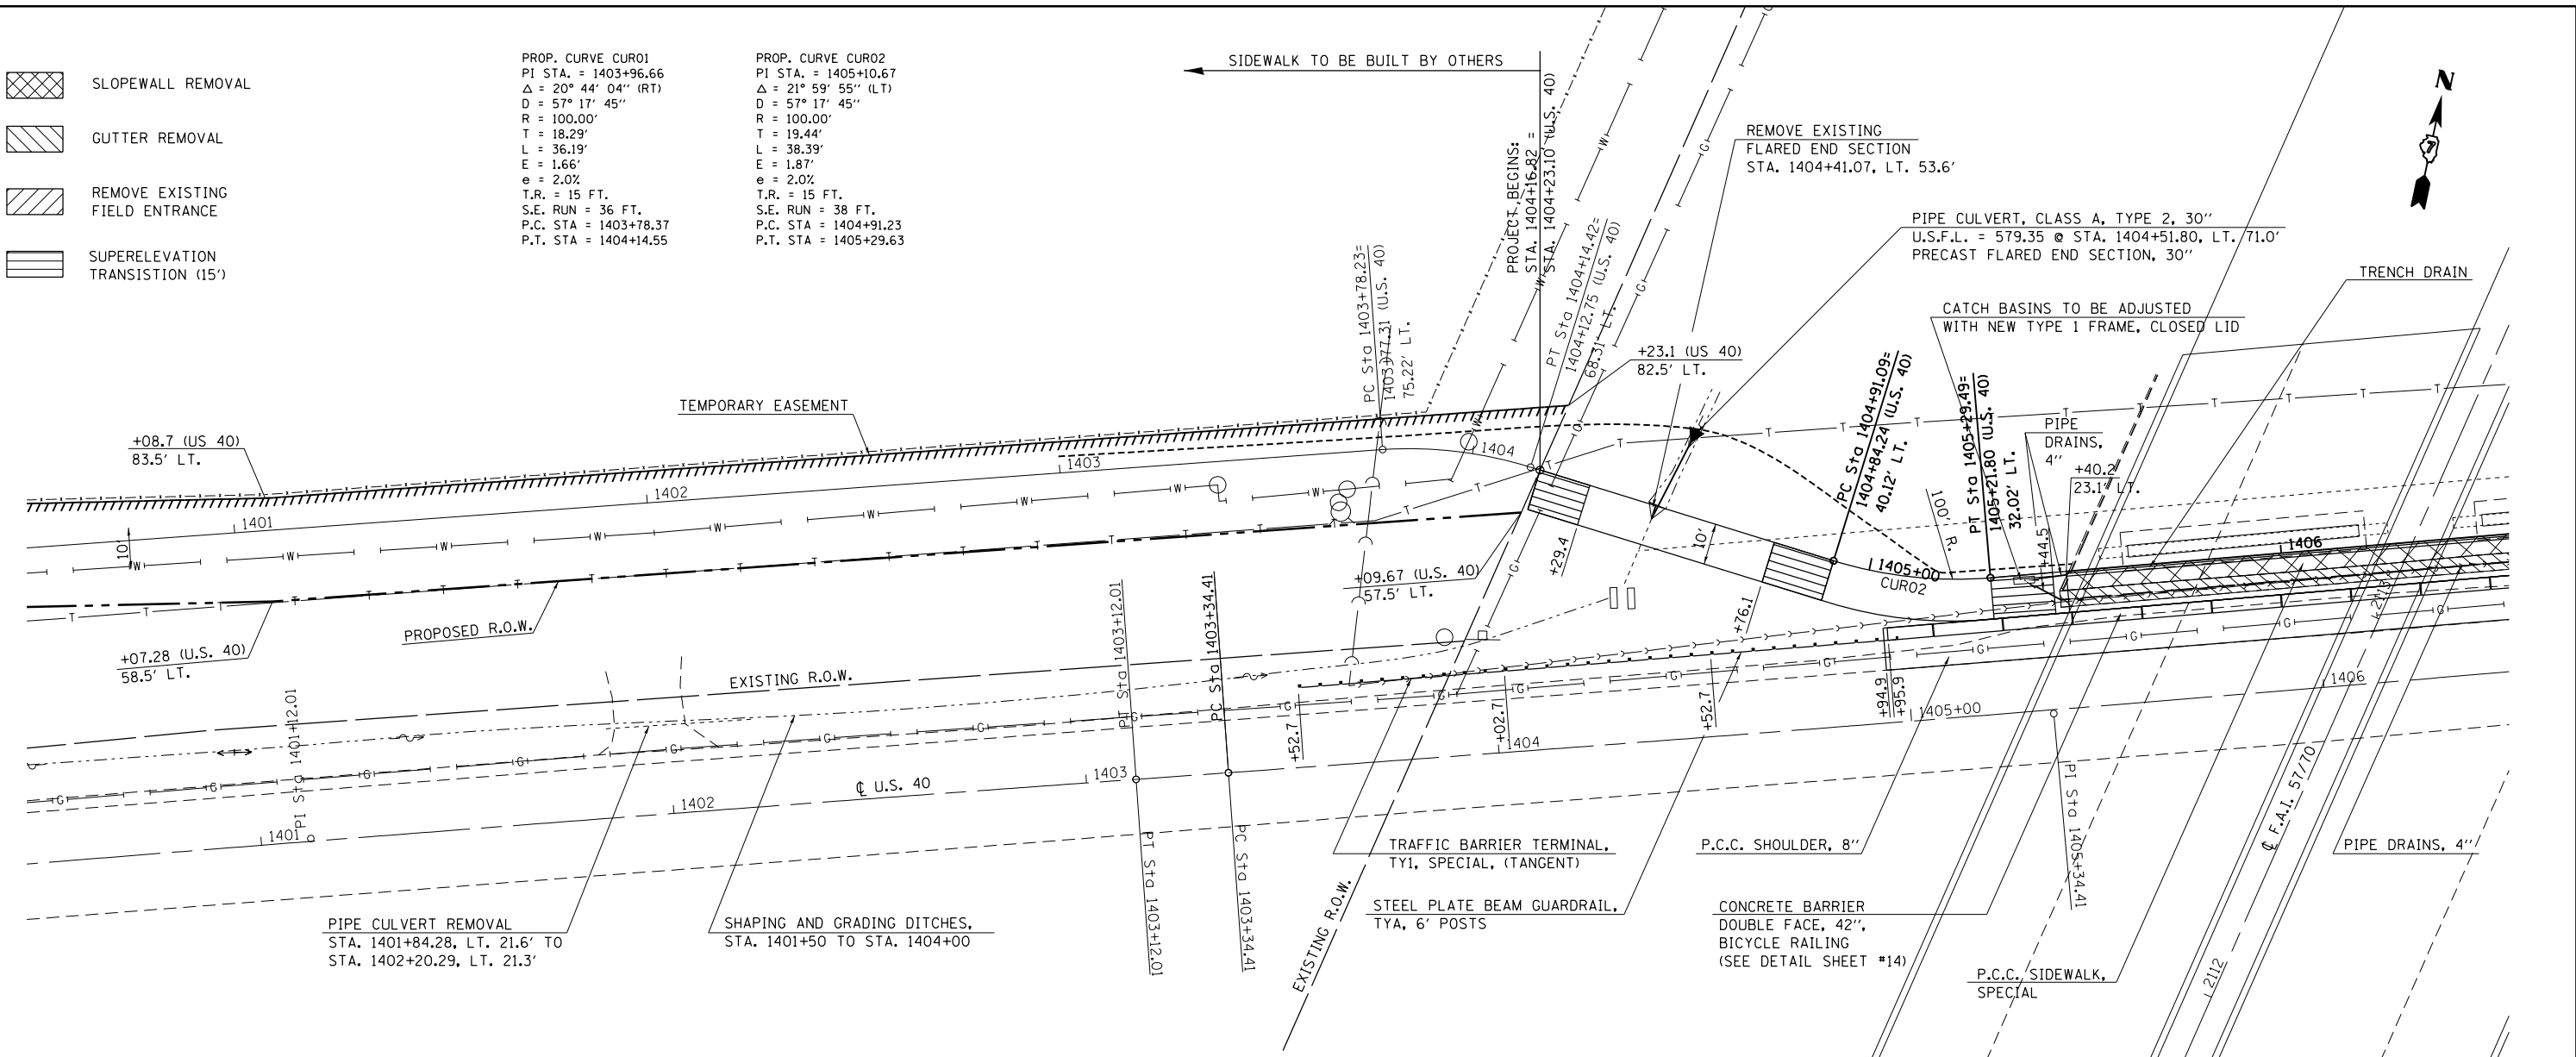 SLOPEWALL REMOVAL
GUTTER REMOVAL
REMOVE EXISTING
FIELD ENTRANCE
SUPERELEVATION
TRANSISTION (15')
PROP. CURVE CUR01
PI STA. = 1403+96.66
Δ = 20° 44' 04'' (RT)
D = 57° 17' 45''
R = 100.00'
T = 18.29'
L = 36.19'
E = 1.66'
e = 2.0%
T.R. = 15 FT.
S.E. RUN = 36 FT.
P.C. STA = 1403+78.37
P.T. STA = 1404+14.55
PROP. CURVE CUR02
PI STA. = 1405+10.67
Δ = 21° 59' 55'' (LT)
D = 57° 17' 45''
R = 100.00'
T = 19.44'
L = 38.39'
E = 1.87'
e = 2.0%
T.R. = 15 FT.
S.E. RUN = 38 FT.
P.C. STA = 1404+91.23
P.T. STA = 1405+29.63
SIDEWALK TO BE BUILT BY OTHERS
PROJECT BEGINS:
STA. 1404+16.82 =
STA. 1404+23.10 (U.S. 40)
REMOVE EXISTING
FLARED END SECTION
STA. 1404+41.07, LT. 53.6'
N
7
PIPE CULVERT, CLASS A, TYPE 2, 30''
U.S.F.L. = 579.35 @ STA. 1404+51.80, LT. 71.0'
PRECAST FLARED END SECTION, 30''
TRENCH DRAIN
CATCH BASINS TO BE ADJUSTED
WITH NEW TYPE 1 FRAME, CLOSED LID
PC Sta 1403+78.23=
1403+77.31 (U.S. 40)
75.22' LT.
PT Sta 1404+14.42=
1404+12.75 (U.S. 40)
68.31' LT.
+23.1 (US 40)
82.5' LT.
PC Sta 1404+91.09=
1404+84.24 (U.S. 40)
40.12' LT.
PT Sta 1405+29.49=
1405+21.80 (U.S. 40)
32.02' LT.
PIPE
DRAINS,
4''
+40.2
23.1' LT.
+44.5
100' R.
TEMPORARY EASEMENT
+08.7 (US 40)
83.5' LT.
1401
1402
1403
1404
1405+00
CUR02
1406
10'
10'
+29.4
+76.1
+09.67 (U.S. 40)
57.5' LT.
PROPOSED R.O.W.
+07.28 (U.S. 40)
58.5' LT.
EXISTING R.O.W.
PI Sta 1401+12.01
PT Sta 1403+12.01
PC Sta 1403+34.41
+52.7
+02.7
+52.7
+94.9
+95.9
1401
1402
1403
1404
1405+00
1406
℄ U.S. 40
2113
2112
℄ F.A.I. 57/70
PI Sta 1405+34.41
PT Sta 1403+12.01
PC Sta 1403+34.41
EXISTING R.O.W.
PIPE CULVERT REMOVAL
STA. 1401+84.28, LT. 21.6' TO
STA. 1402+20.29, LT. 21.3'
SHAPING AND GRADING DITCHES,
STA. 1401+50 TO STA. 1404+00
TRAFFIC BARRIER TERMINAL,
TY1, SPECIAL, (TANGENT)
STEEL PLATE BEAM GUARDRAIL,
TYA, 6' POSTS
P.C.C. SHOULDER, 8''
CONCRETE BARRIER
DOUBLE FACE, 42'',
BICYCLE RAILING
(SEE DETAIL SHEET #14)
P.C.C. SIDEWALK,
SPECIAL
PIPE DRAINS, 4''